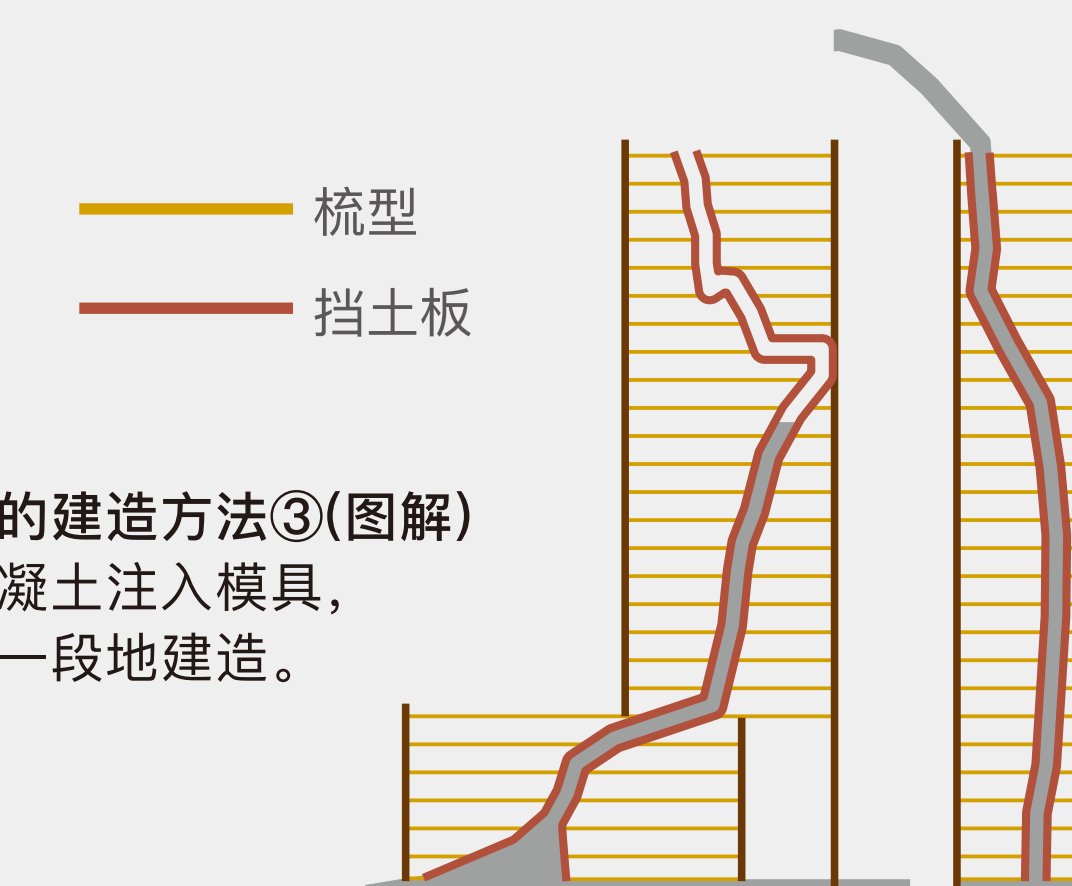 梳型
挡土板
的建造方法③(图解)
凝土注入模具,
一段地建造。